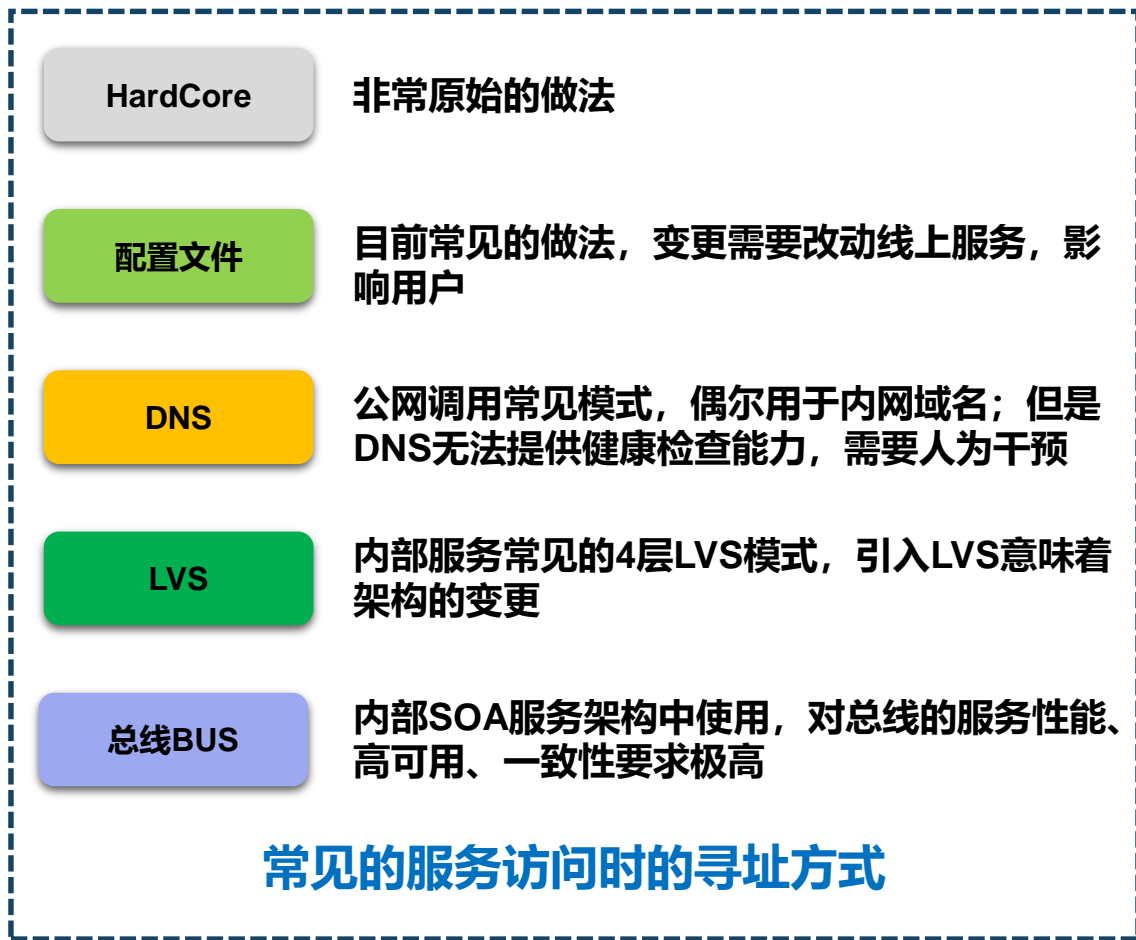 HardCore
非常原始的做法
配置文件
目前常见的做法，变更需要改动线上服务，影
响用户
DNS
公网调用常见模式，偶尔用于内网域名；但是
DNS无法提供健康检查能力，需要人为干预
LVS
内部服务常见的4层LVS模式，引入LVS意味着
架构的变更
总线BUS
内部SOA服务架构中使用，对总线的服务性能、
高可用、一致性要求极高
常见的服务访问时的寻址方式